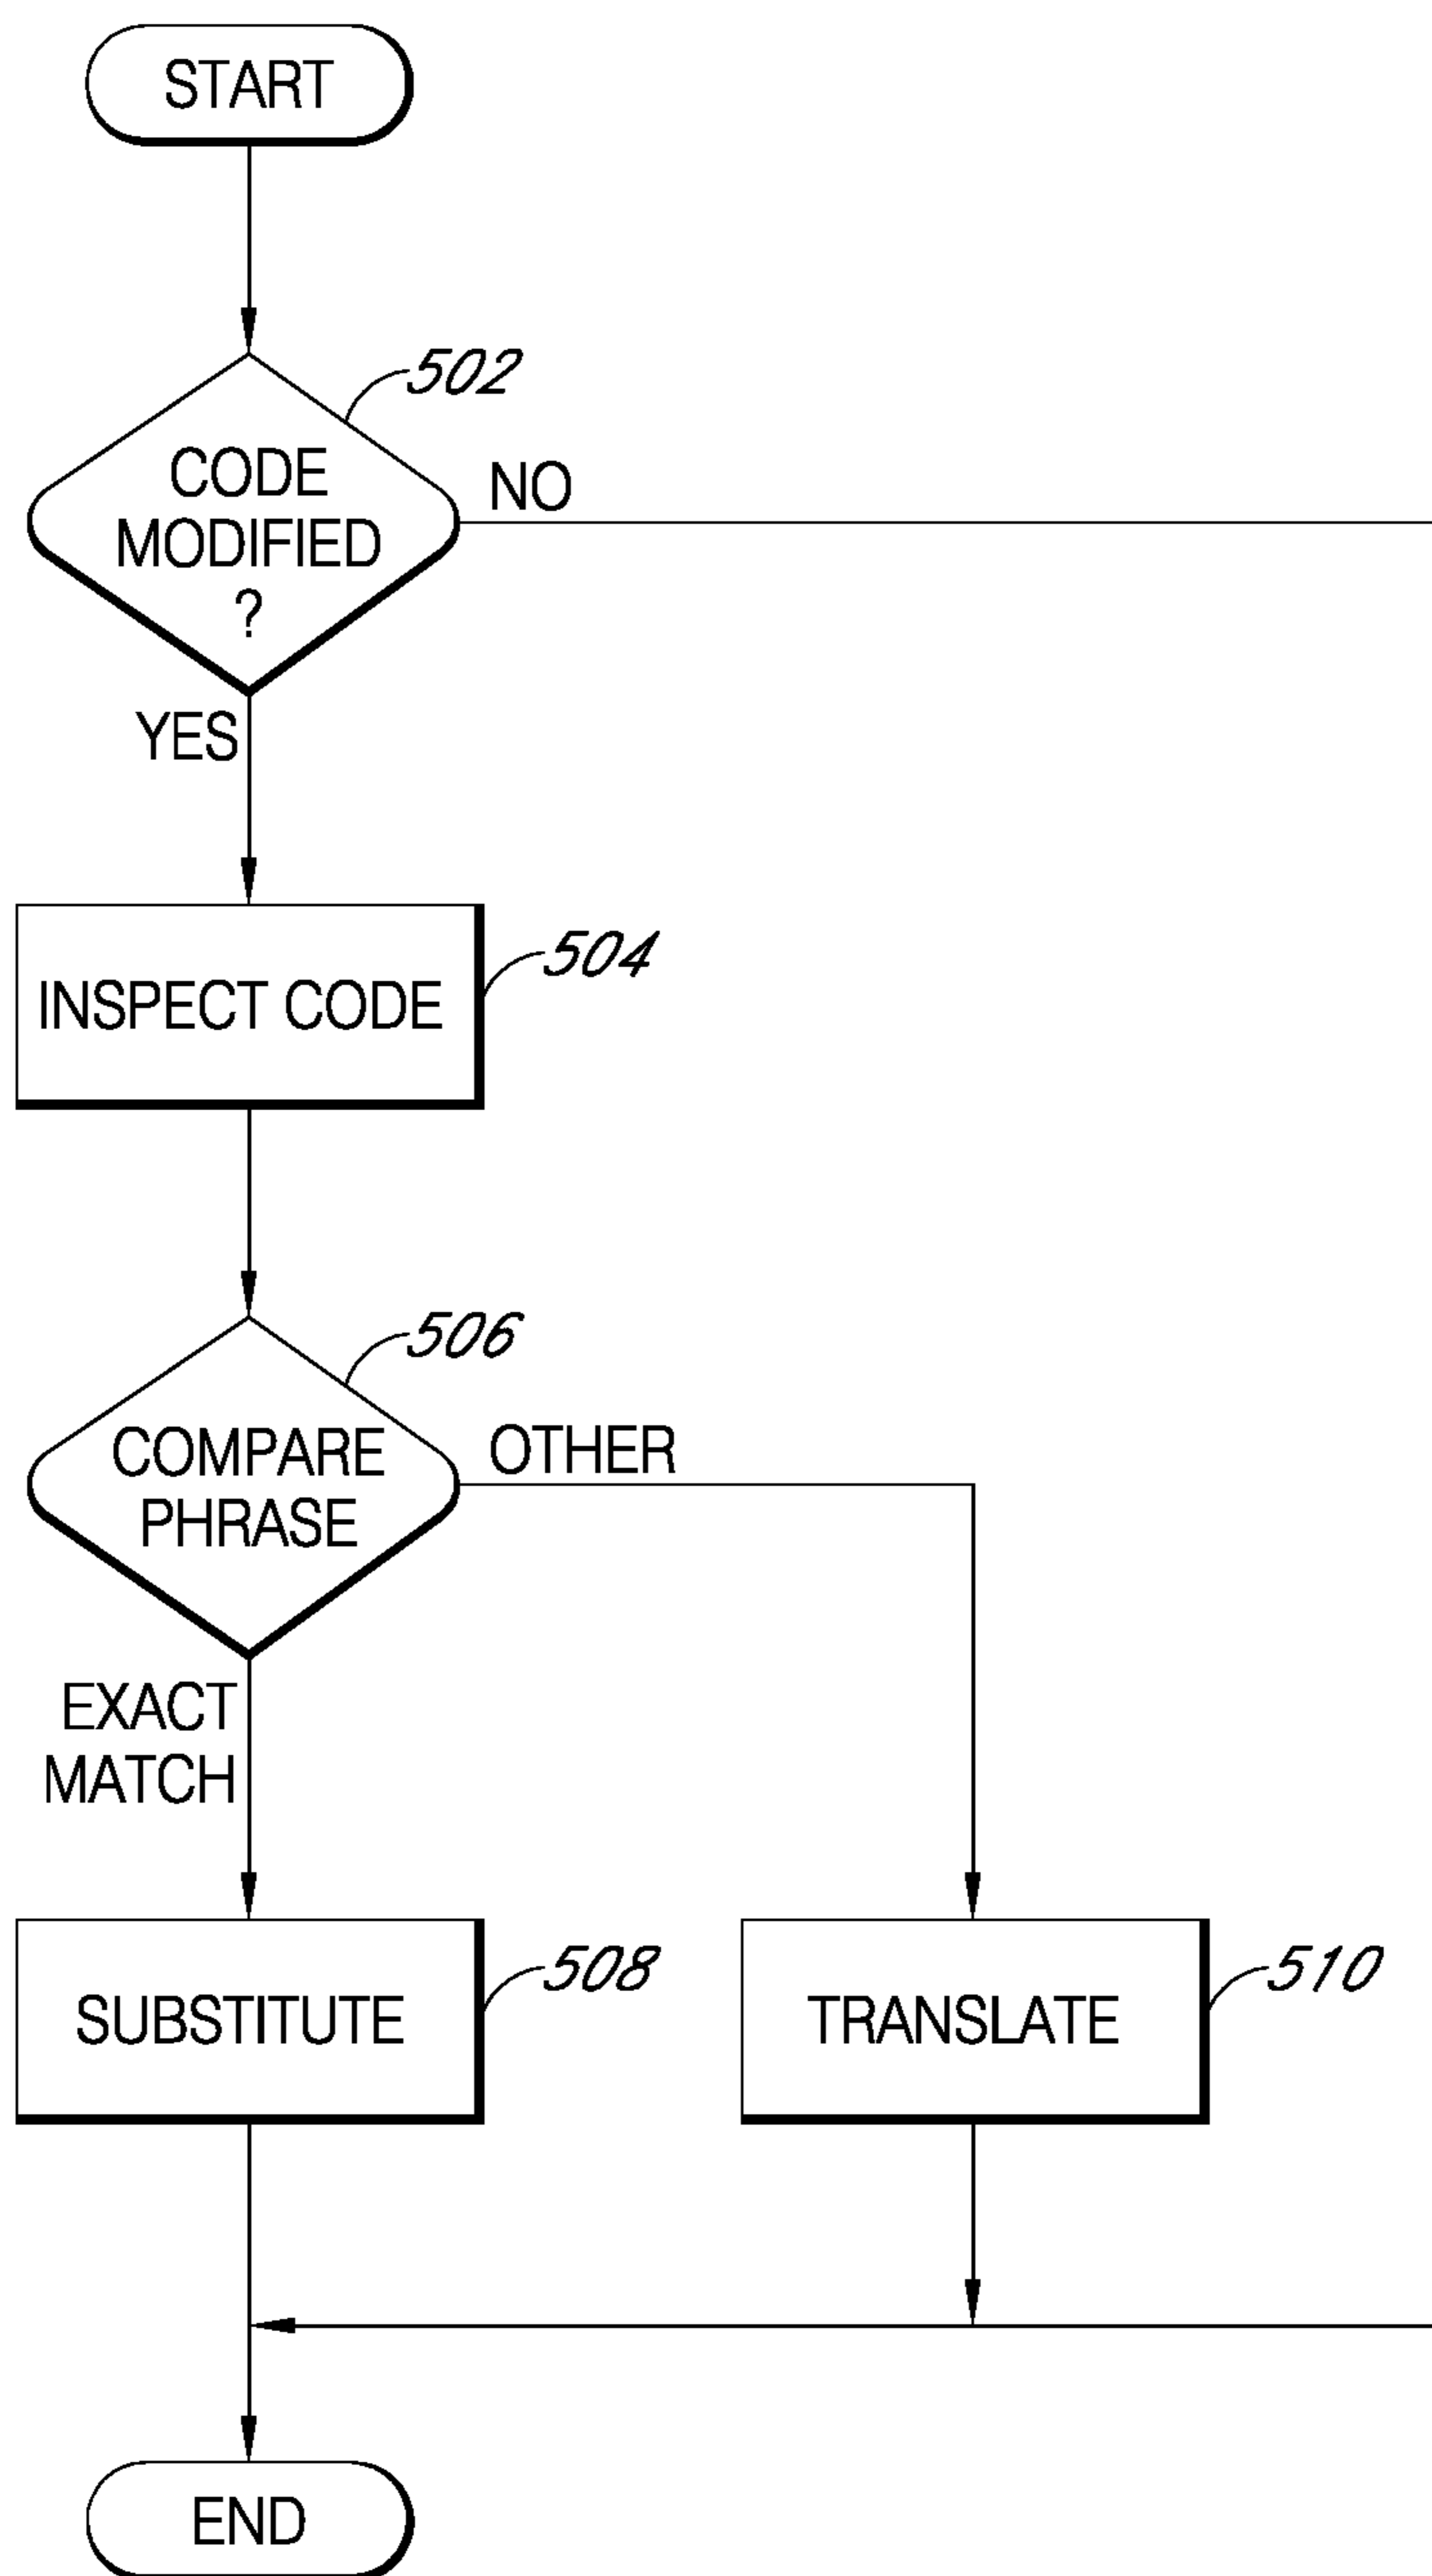 START
502
CODE
MODIFIED
?
NO
YES
504
INSPECT CODE
506
COMPARE
PHRASE
OTHER
EXACT
MATCH
508
SUBSTITUTE
510
TRANSLATE
END